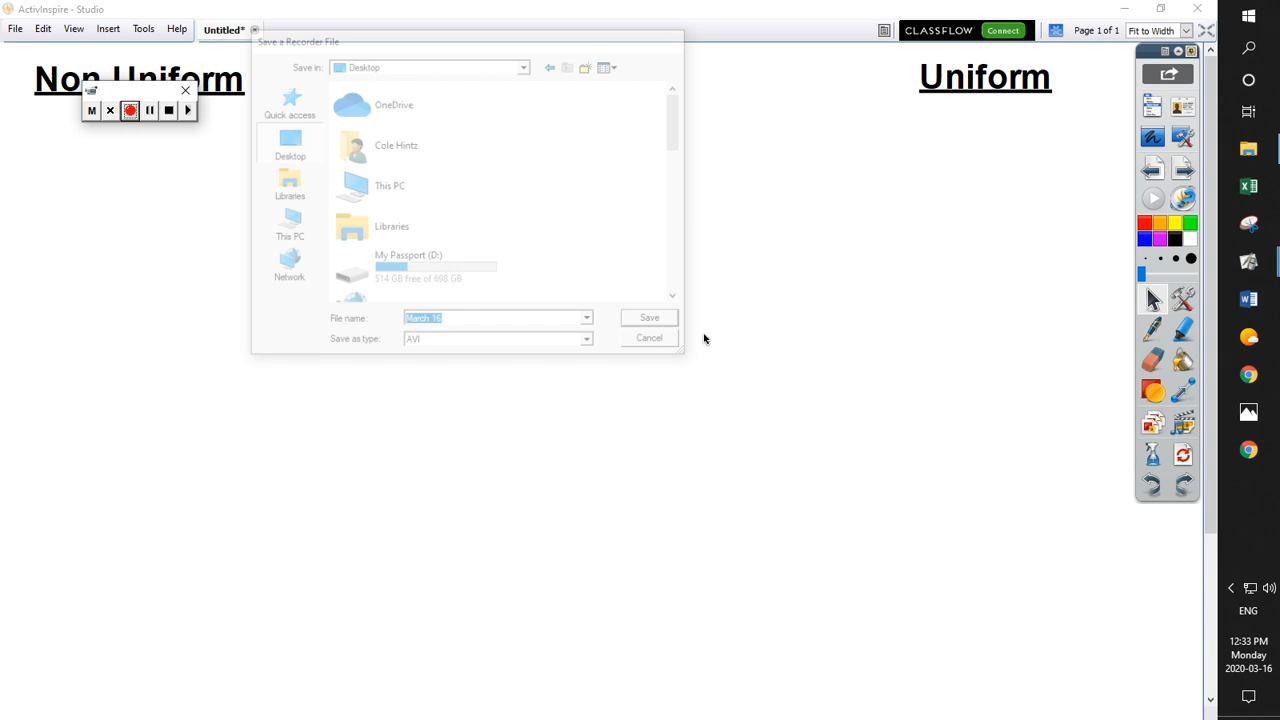 ActivInspire - Studio
File Edit View Insert Tools Help Untitled* CLASSFLOW Connect Page 1 of 1 Fit to Width
Save a Recorder File
Save in: Desktop
Non Uniform
Uniform
M
Quick access
Desktop
Libraries
This PC
Network
OneDrive
Cole Hintz
This PC
Libraries
My Passport (D:)
514 GB free of 698 GB
File name: March 16 Save
Save as type: AVI Cancel
ENG
12:33 PM
Monday
2020-03-16